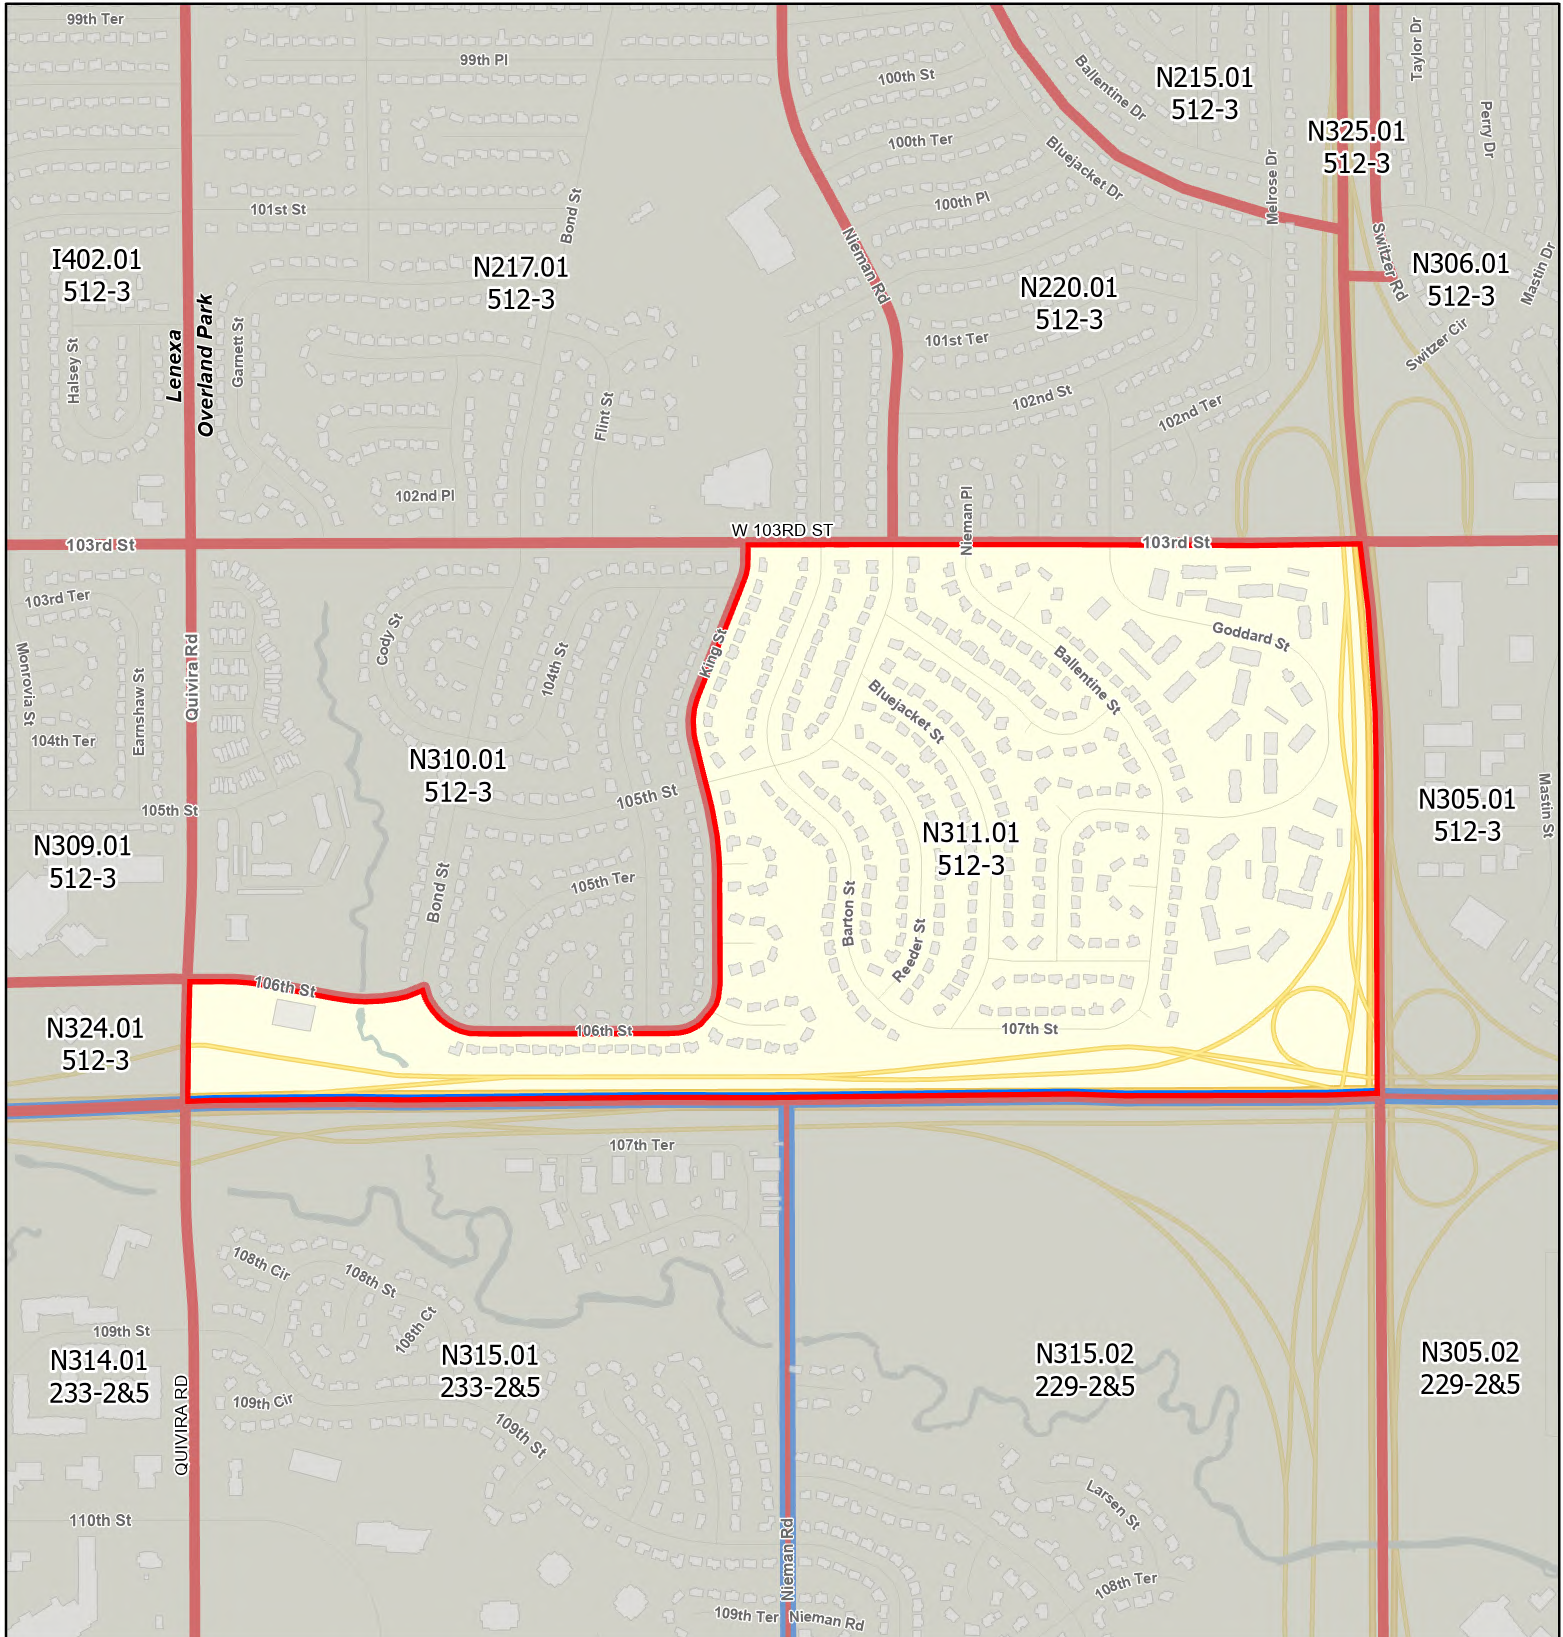 99th Ter
99th Pl
100th St
Ballentine Dr
N215.01
512-3
Taylor Dr
N325.01
512-3
Perry Dr
100th Ter
Bluejacket Dr
Melrose Dr
101st St
Bond St
100th Pl
I402.01
512-3
N217.01
512-3
Nieman Rd
N220.01
512-3
Switzer Rd
N306.01
512-3
Mastin Dr
Lenexa
Overland Park
Garnett St
Halsey St
101st Ter
Switzer Cir
Flint St
102nd St
102nd Ter
102nd Pl
Nieman Pl
W 103RD ST
103rd St
103rd St
103rd Ter
Cody St
104th St
King St
Goddard St
Monrovia St
Earnshaw St
Quivira Rd
Ballentine St
Bluejacket St
104th Ter
N310.01
512-3
105th St
105th St
N305.01
512-3
Mastin St
N309.01
512-3
N311.01
512-3
105th Ter
Bond St
Barton St
Reeder St
106th St
N324.01
512-3
106th St
107th St
107th Ter
108th Cir
108th St
108th Ct
109th St
N314.01
233-2&5
N315.01
233-2&5
N315.02
229-2&5
N305.02
229-2&5
QUIVIRA RD
109th Cir
109th St
Larsen St
110th St
Nieman Rd
108th Ter
109th Ter
Nieman Rd